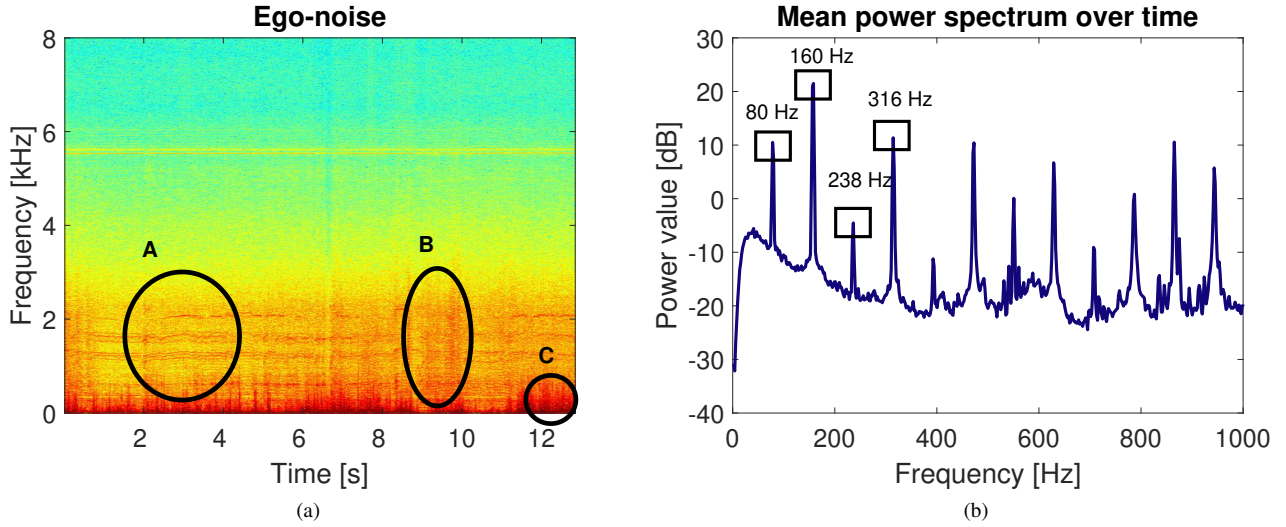 Ego-noise
8
6
4
2
0
Frequency [kHz]
A
B
C
2
4
6
8
10
12
Time [s]
(a)
Mean power spectrum over time
30
20
10
0
-10
-20
-30
-40
Power value [dB]
80 Hz
160 Hz
238 Hz
316 Hz
0
200
400
600
800
1000
Frequency [Hz]
(b)